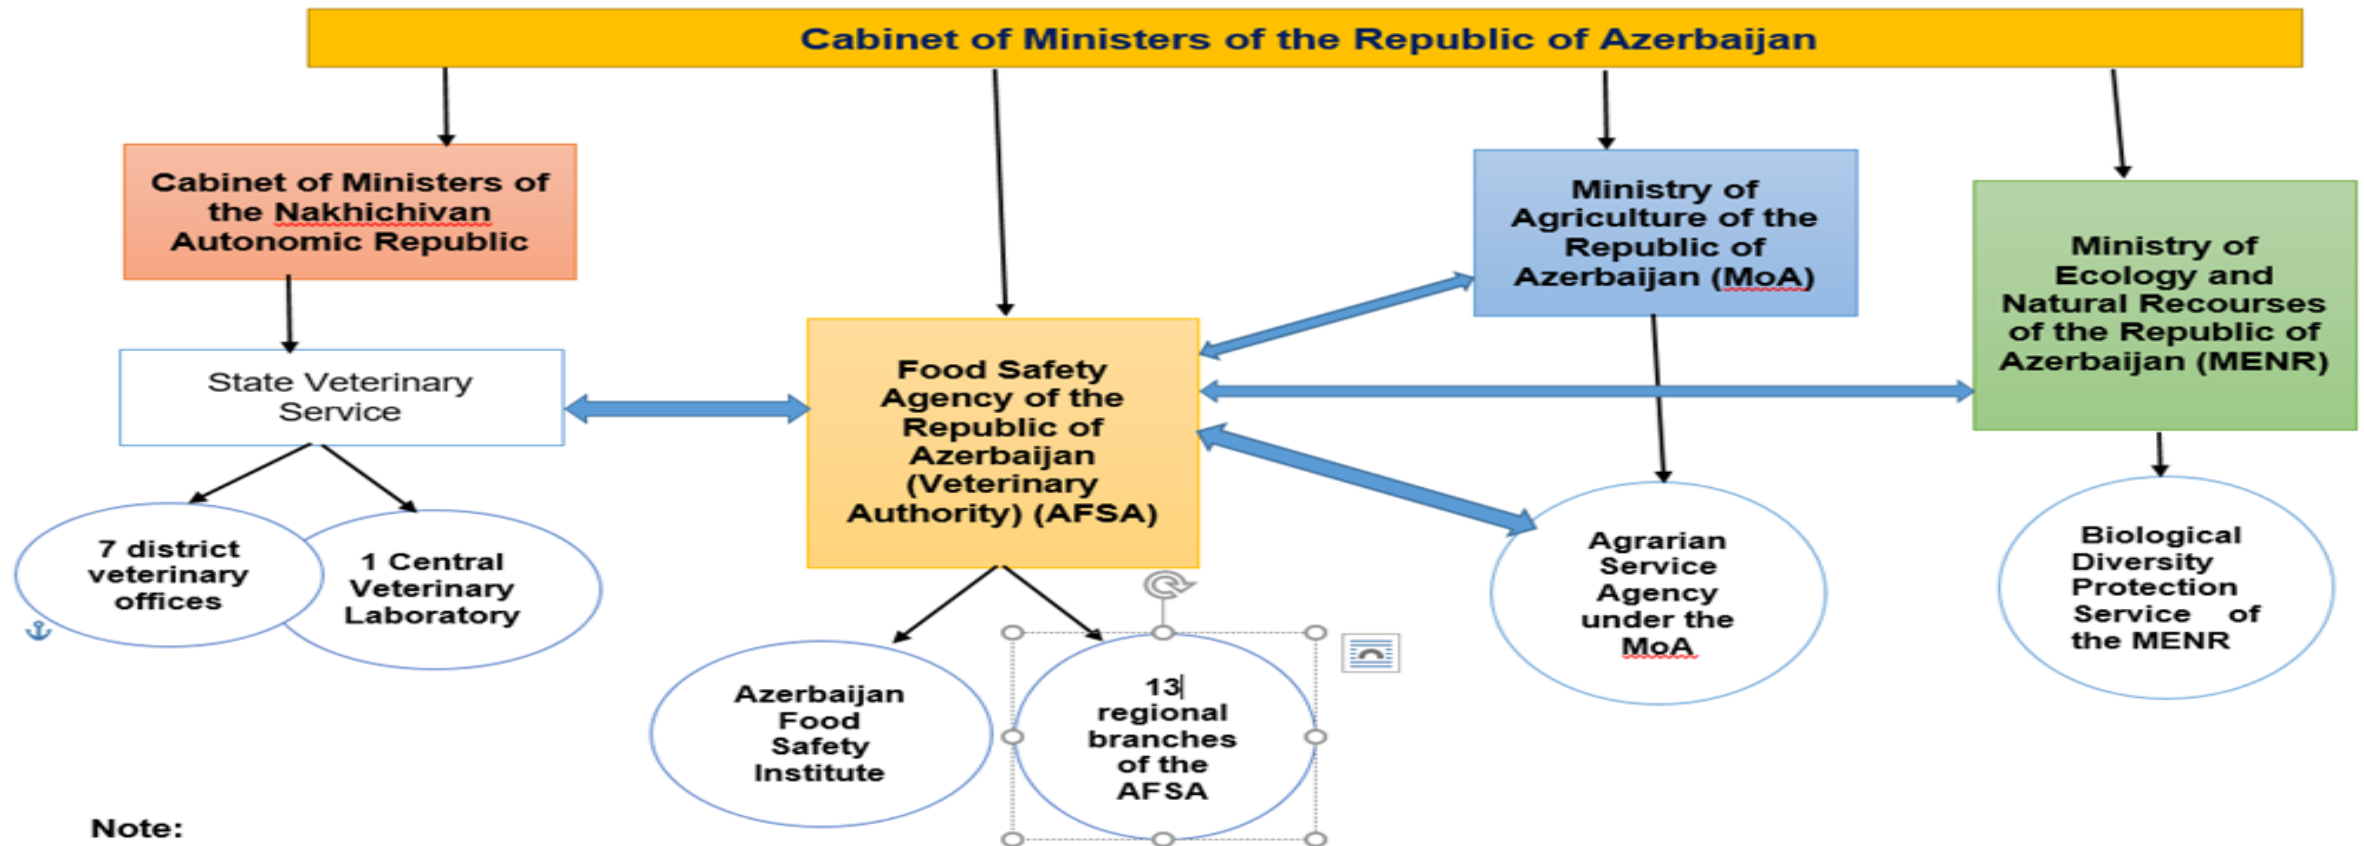 Cabinet of Ministers of the Republic of Azerbaijan
Cabinet of Ministers of
the Nakhichivan
Autonomic Republic
Ministry of
Agriculture of the
Republic of
Azerbaijan (MoA)
Ministry of
Ecology and
Natural Recourses
of the Republic of
Azerbaijan (MENR)
State Veterinary
Service
Food Safety
Agency of the
Republic of
Azerbaijan
(Veterinary
Authority) (AFSA)
7 district
veterinary
offices
1 Central
Veterinary
Laboratory
Agrarian
Service
Agency
under the
MoA
Biological
Diversity
Protection
Service of
the MENR
Azerbaijan
Food
Safety
Institute
13
regional
branches
of the
AFSA
Note: